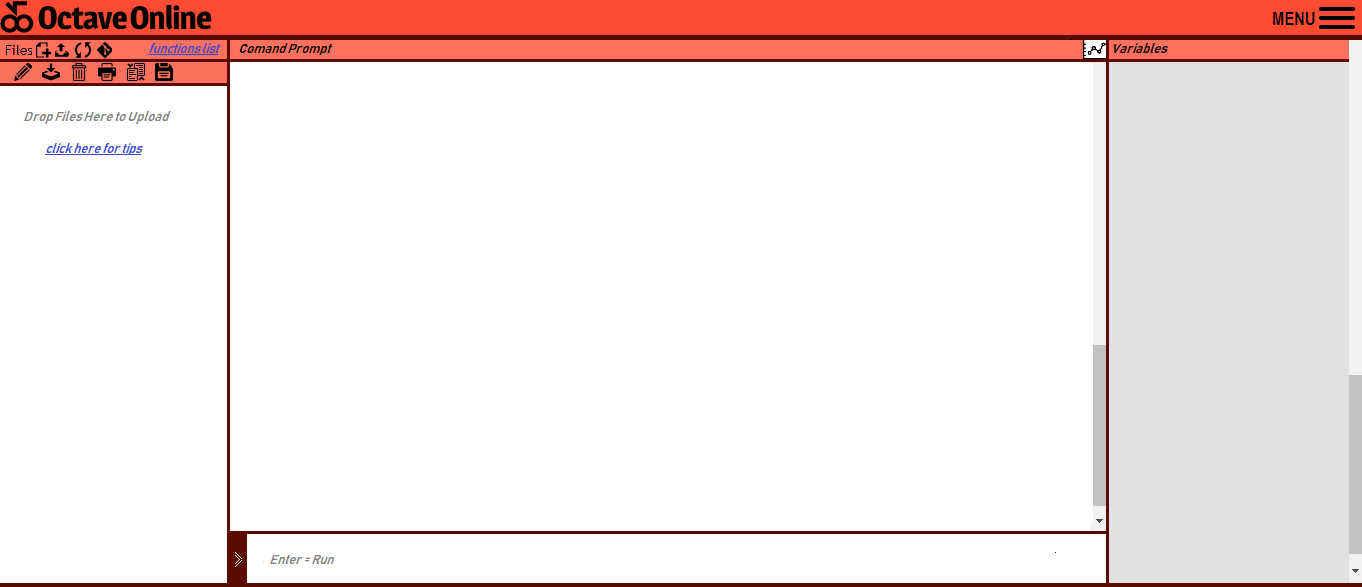 Octave Online
MENU
Files
functions list
Comand Prompt
Variables
Drop Files Here to Upload
click here for tips
Enter = Run